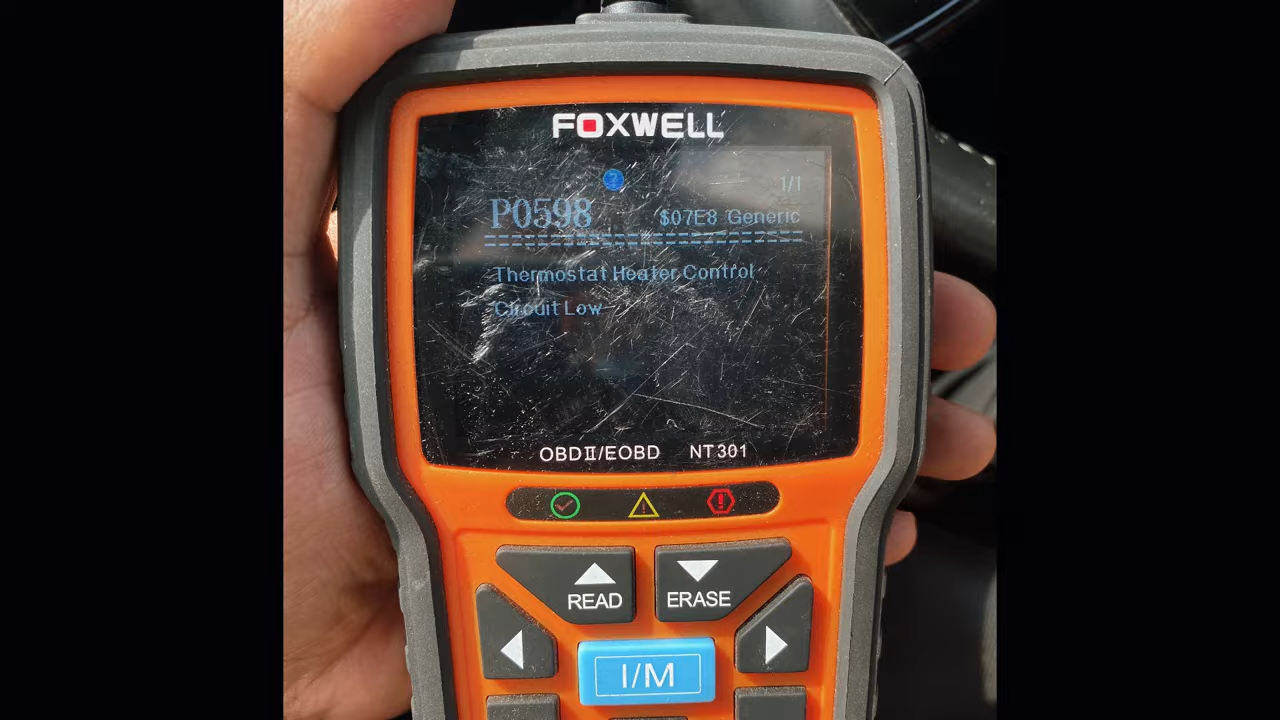 FOXWELL
? 1/1
P0598 $07E8 Generic
Thermostat Heater Control
Circuit Low
OBDII/EOBD NT301
READ ERASE
I/M